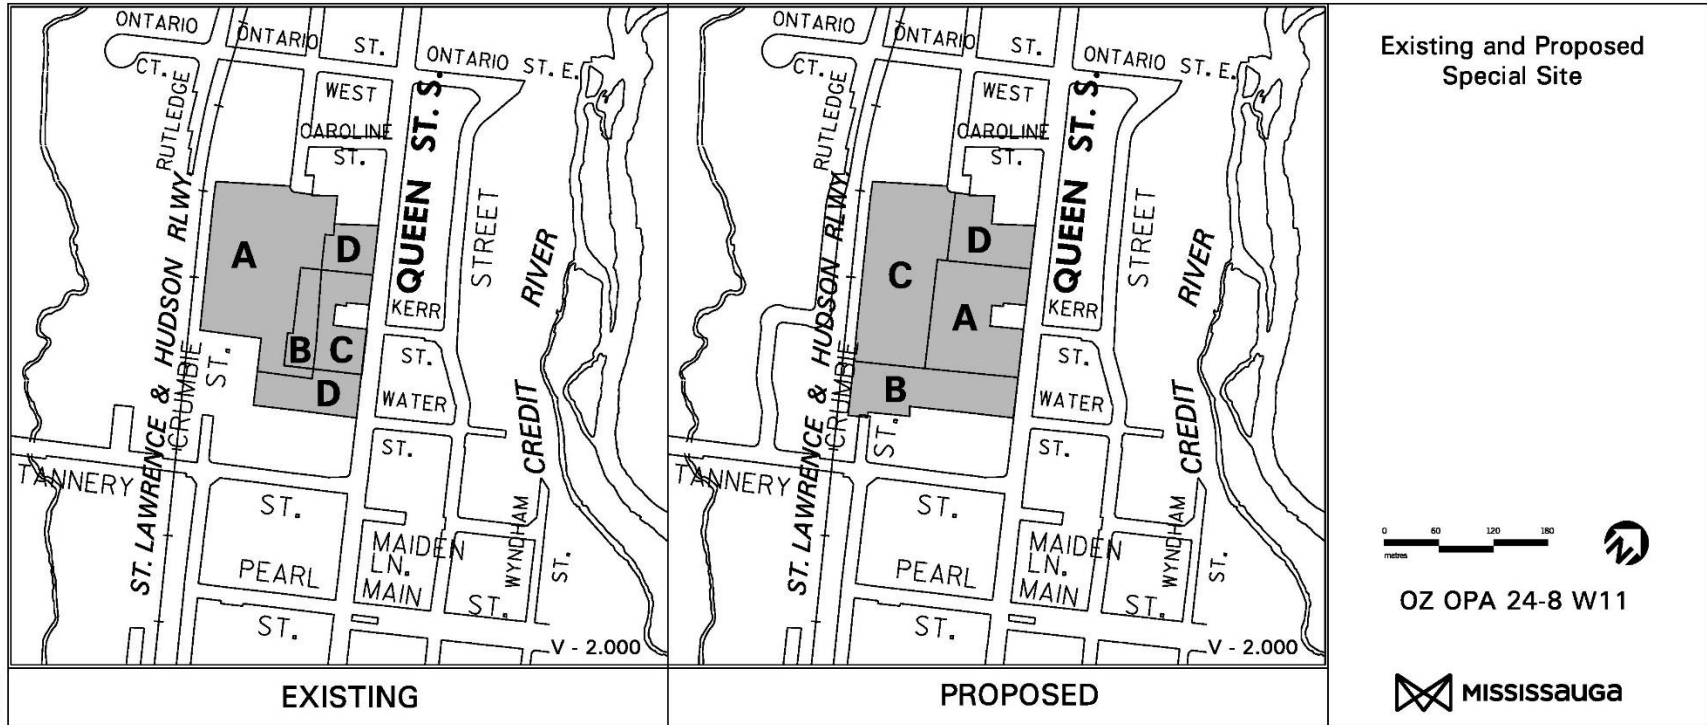 ONTARIO
ONTARIO
ST.
ONTARIO ST. E.
CT.
RUTLEDGE
WEST
CAROLINE
ST.
QUEEN ST. S.
STREET
ST. LAWRENCE & HUDSON RLWY
A
D
B
C
D
KERR
ST.
CRUMBIE
ST.
WATER
ST.
CREDIT RIVER
TANNERY
ST.
MAIDEN
LN.
MAIN
ST.
WYNDHAM
ST.
PEARL
ST.
V - 2.000
EXISTING
ONTARIO
ONTARIO
ST.
ONTARIO ST. E.
CT.
RUTLEDGE
WEST
CAROLINE
ST.
QUEEN ST. S.
STREET
ST. LAWRENCE & HUDSON RLWY
C
D
A
B
KERR
ST.
CRUMBIE
ST.
WATER
ST.
CREDIT RIVER
TANNERY
ST.
MAIDEN
LN.
MAIN
ST.
WYNDHAM
ST.
PEARL
ST.
V - 2.000
PROPOSED
Existing and Proposed
Special Site
0 60 120 180
metres
N
OZ OPA 24-8 W11
MISSISSAUGA